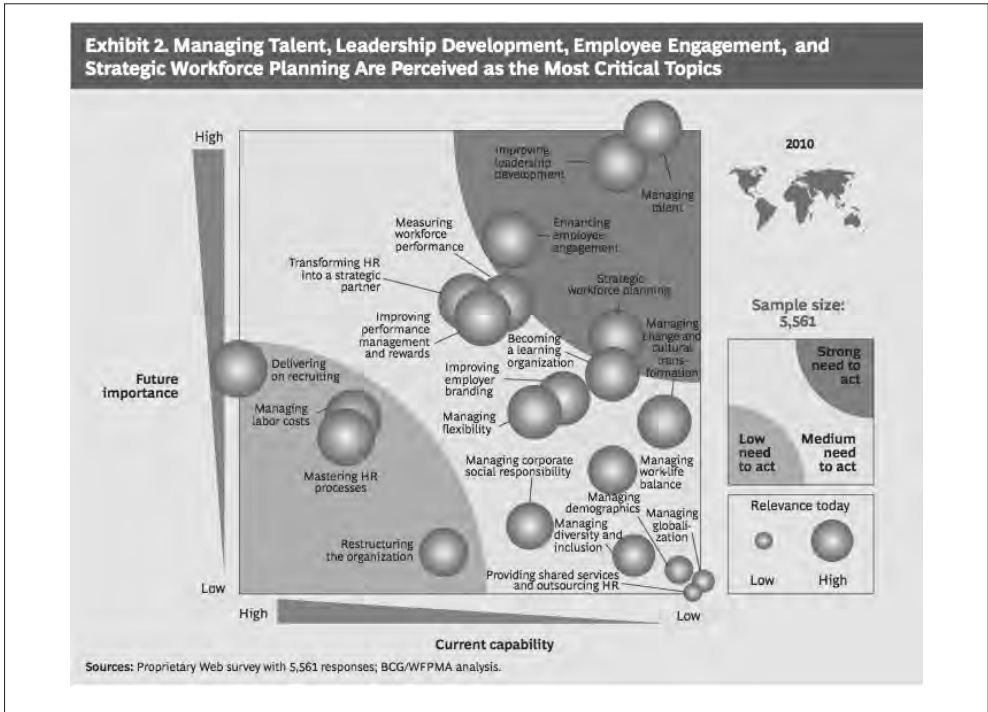 Exhibit 2. Managing Talent, Leadership Development, Employee Engagement, and
Strategic Workforce Planning Are Perceived as the Most Critical Topics
High
Future
importance
Low
Improving
leadership
development
Managing
talent
Measuring
workforce
performance
Enhancing
employee
engagement
Transforming HR
into a strategic
partner
Strategic
workforce planning
Improving
performance
management
and rewards
Becoming
a learning
organization
Managing
change and
cultural
trans-
formation
Delivering
on recruiting
Improving
employer
branding
Managing
labor costs
Managing
flexibility
Mastering HR
processes
Managing corporate
social responsibility
Managing
work-life
balance
Managing
demographics
Managing
globali-
zation
Restructuring
the organization
Managing
diversity and
inclusion
Providing shared services
and outsourcing HR
High
Low
Current capability
2010
Sample size:
5,561
Strong
need to
act
Low
need
to act
Medium
need
to act
Relevance today
Low
High
Sources: Proprietary Web survey with 5,561 responses; BCG/WFPMA analysis.